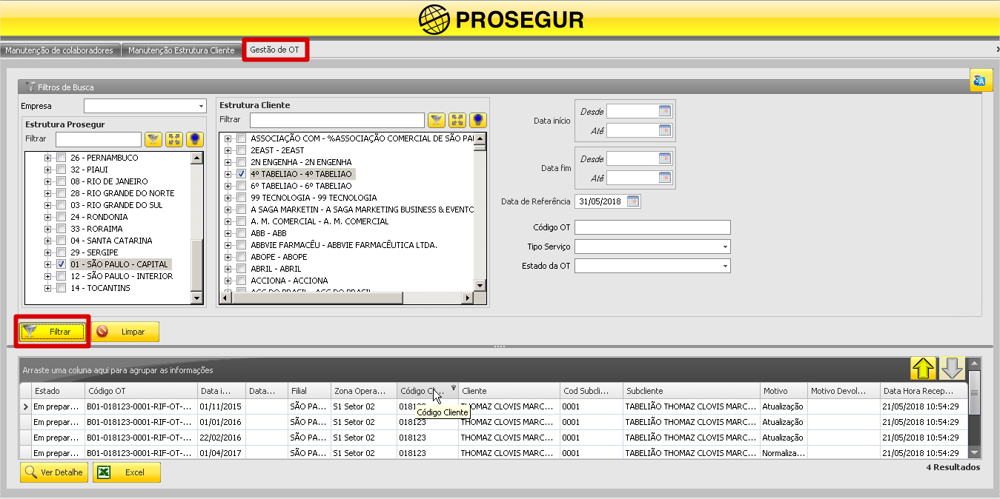 PROSEGUR
Manutenção de colaboradores Manutenção Estrutura Cliente Gestão de OT
Filtros de Busca
Empresa
Estrutura Prosegur
Filtrar
26 - PERNAMBUCO
32 - PIAUI
08 - RIO DE JANEIRO
28 - RIO GRANDE DO NORTE
03 - RIO GRANDE DO SUL
24 - RONDONIA
33 - RORAIMA
04 - SANTA CATARINA
29 - SERGIPE
01 - SÃO PAULO - CAPITAL
12 - SÃO PAULO - INTERIOR
14 - TOCANTINS
Estrutura Cliente
Filtrar
ASSOCIAÇÃO COM - %ASSOCIAÇÃO COMERCIAL DE SÃO PAU
2EAST - 2EAST
2N ENGENHA - 2N ENGENHA
4º TABELIAO - 4º TABELIAO
6º TABELIAO - 6º TABELIAO
99 TECNOLOGIA - 99 TECNOLOGIA
A SAGA MARKETIN - A SAGA MARKETING BUSINESS & EVENTO
A. M. COMERCIAL - A. M. COMERCIAL
ABB - ABB
ABBVIE FARMACÊU - ABBVIE FARMACÊUTICA LTDA.
ABOPE - ABOPE
ABRIL - ABRIL
ACCIONA - ACCIONA
ACC DO BRASIL - ACC DO BRASIL
Data início
Desde
Até
Data fim
Desde
Até
Data de Referência 31/05/2018
Código OT
Tipo Serviço
Estado da OT
Filtrar Limpar
Arraste uma coluna aqui para agrupar as informações
Estado Código OT Data i... Data... Filial Zona Opera... Código C... Cliente Cod Subcli... Subcliente Motivo Motivo Devol... Data Hora Recep...
Em prepar... B01-018123-0001-RIF-OT-... 01/11/2015 SÃO PA... S1 Setor 02 018123 THOMAZ CLOVIS MARC... 0001 TABELIÃO THOMAZ CLOVIS MARC... Atualização 21/05/2018 10:54:29
Código Cliente
Em prepar... B01-018123-0001-RIF-OT-... 01/01/2016 SÃO PA... S1 Setor 02 018123 THOMAZ CLOVIS MARC... 0001 TABELIÃO THOMAZ CLOVIS MARC... Atualização 21/05/2018 10:54:29
Em prepar... B01-018123-0001-RIF-OT-... 22/02/2016 SÃO PA... S1 Setor 02 018123 THOMAZ CLOVIS MARC... 0001 TABELIÃO THOMAZ CLOVIS MARC... Atualização 21/05/2018 10:54:29
Em prepar... B01-018123-0001-RIF-OT-... 01/04/2017 SÃO PA... S1 Setor 02 018123 THOMAZ CLOVIS MARC... 0001 TABELIÃO THOMAZ CLOVIS MARC... Normaliza... 21/05/2018 10:54:29
Ver Detalhe Excel 4 Resultados